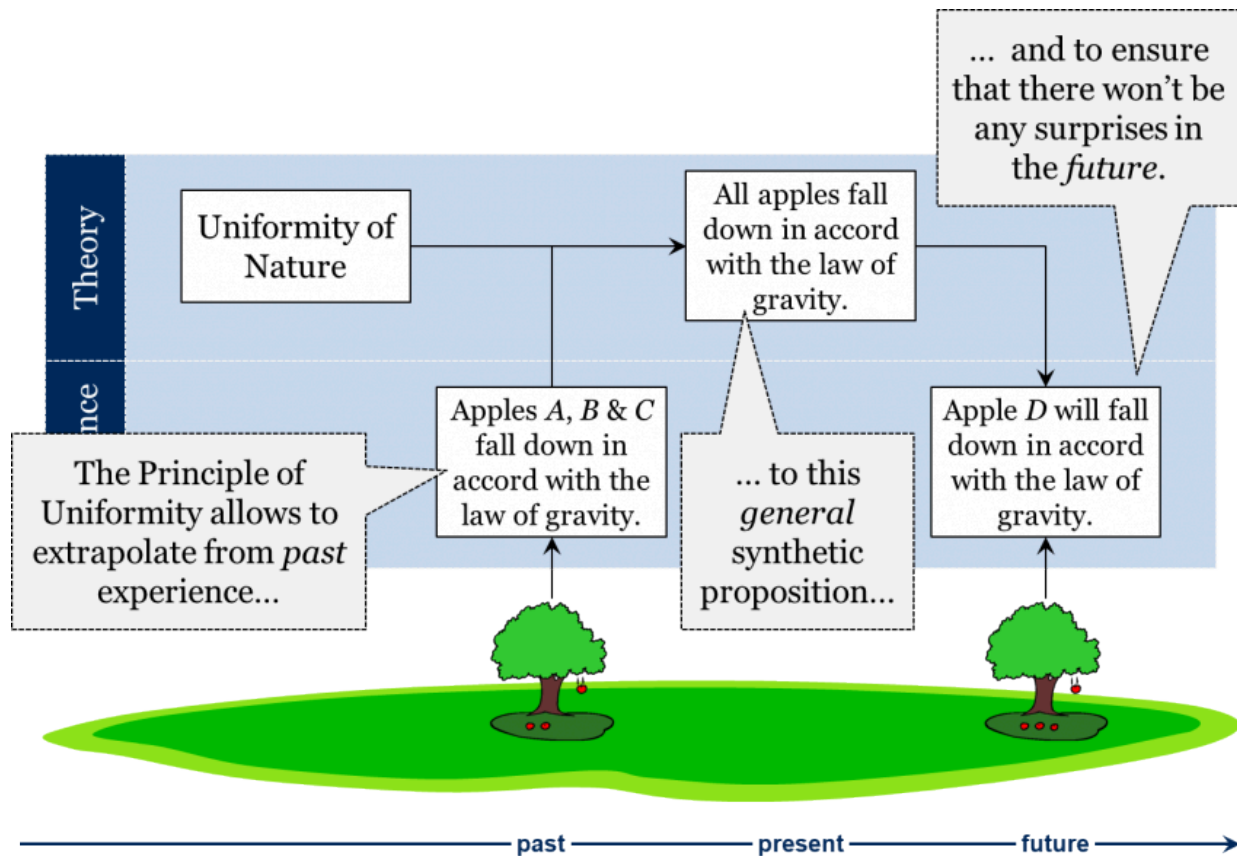 … and to ensure
that there won’t be
any surprises in
the future.
Theory
Uniformity of
Nature
All apples fall
down in accord
with the law of
gravity.
nce
Apples A, B & C
fall down in
accord with the
law of gravity.
Apple D will fall
down in accord
with the law of
gravity.
The Principle of
Uniformity allows to
extrapolate from past
experience…
… to this
general
synthetic
proposition…
past
present
future